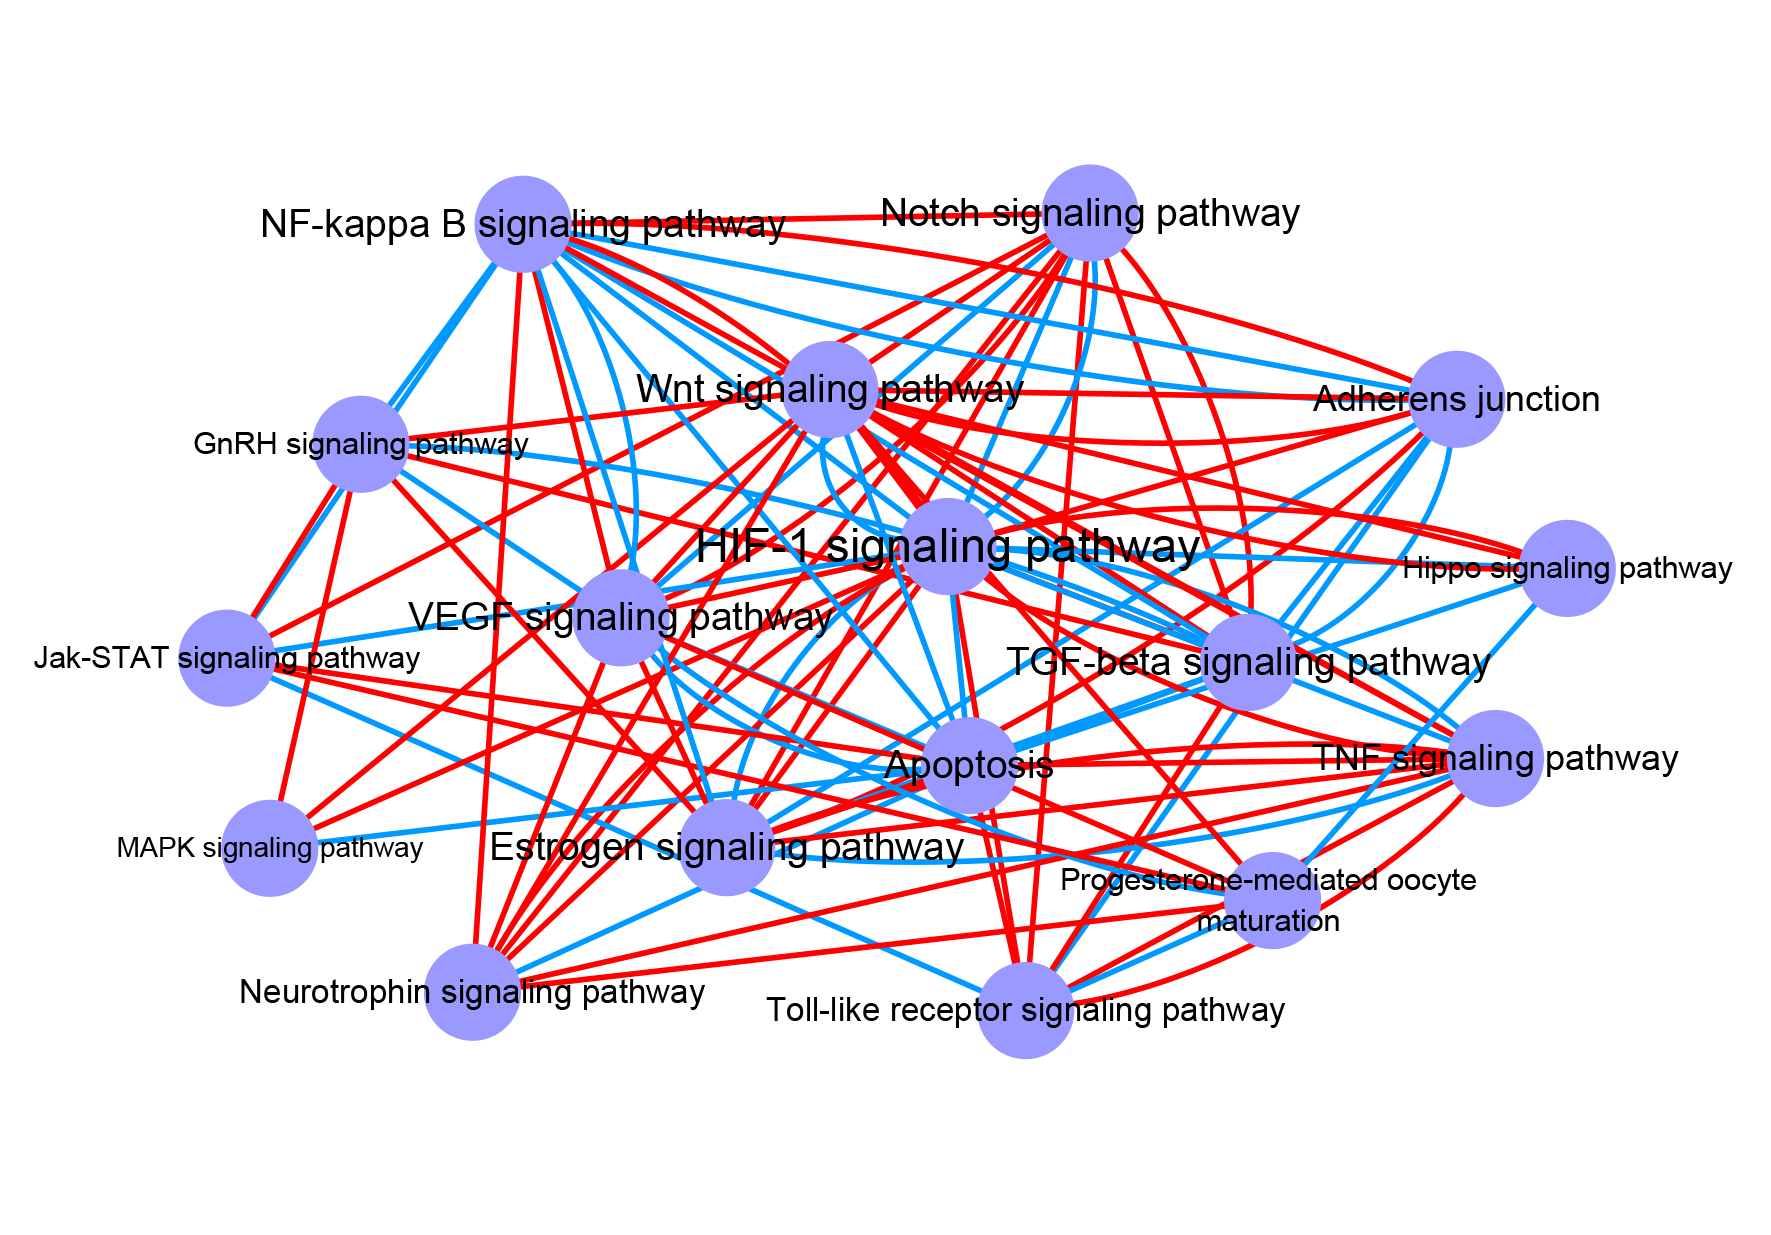 Notch signaling pathway
NF-kappa B signaling pathway
Wnt signaling pathway
Adherens junction
GnRH signaling pathway
HIF-1 signaling pathway
Hippo signaling pathway
VEGF signaling pathway
Jak-STAT signaling pathway
TGF-beta signaling pathway
TNF signaling pathway
Apoptosis
MAPK signaling pathway
Estrogen signaling pathway
Progesterone-mediated oocyte
maturation
Neurotrophin signaling pathway
Toll-like receptor signaling pathway